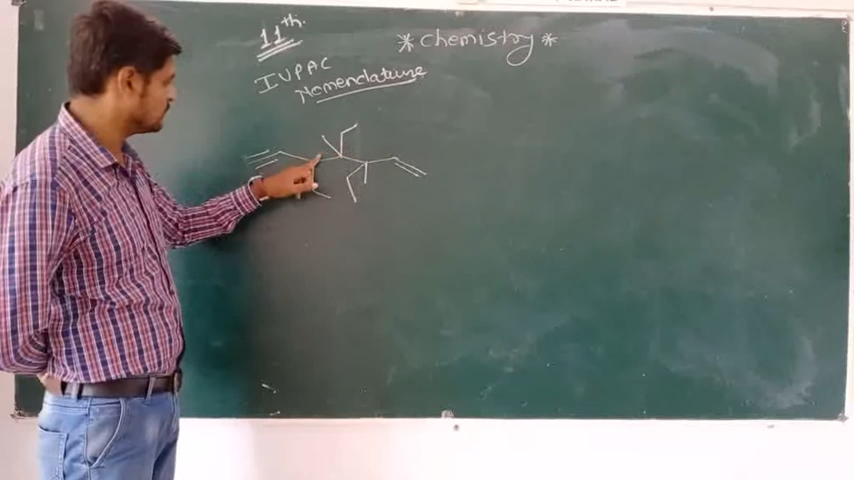 11th.
* Chemistry *
IUPAC
Nomenclature